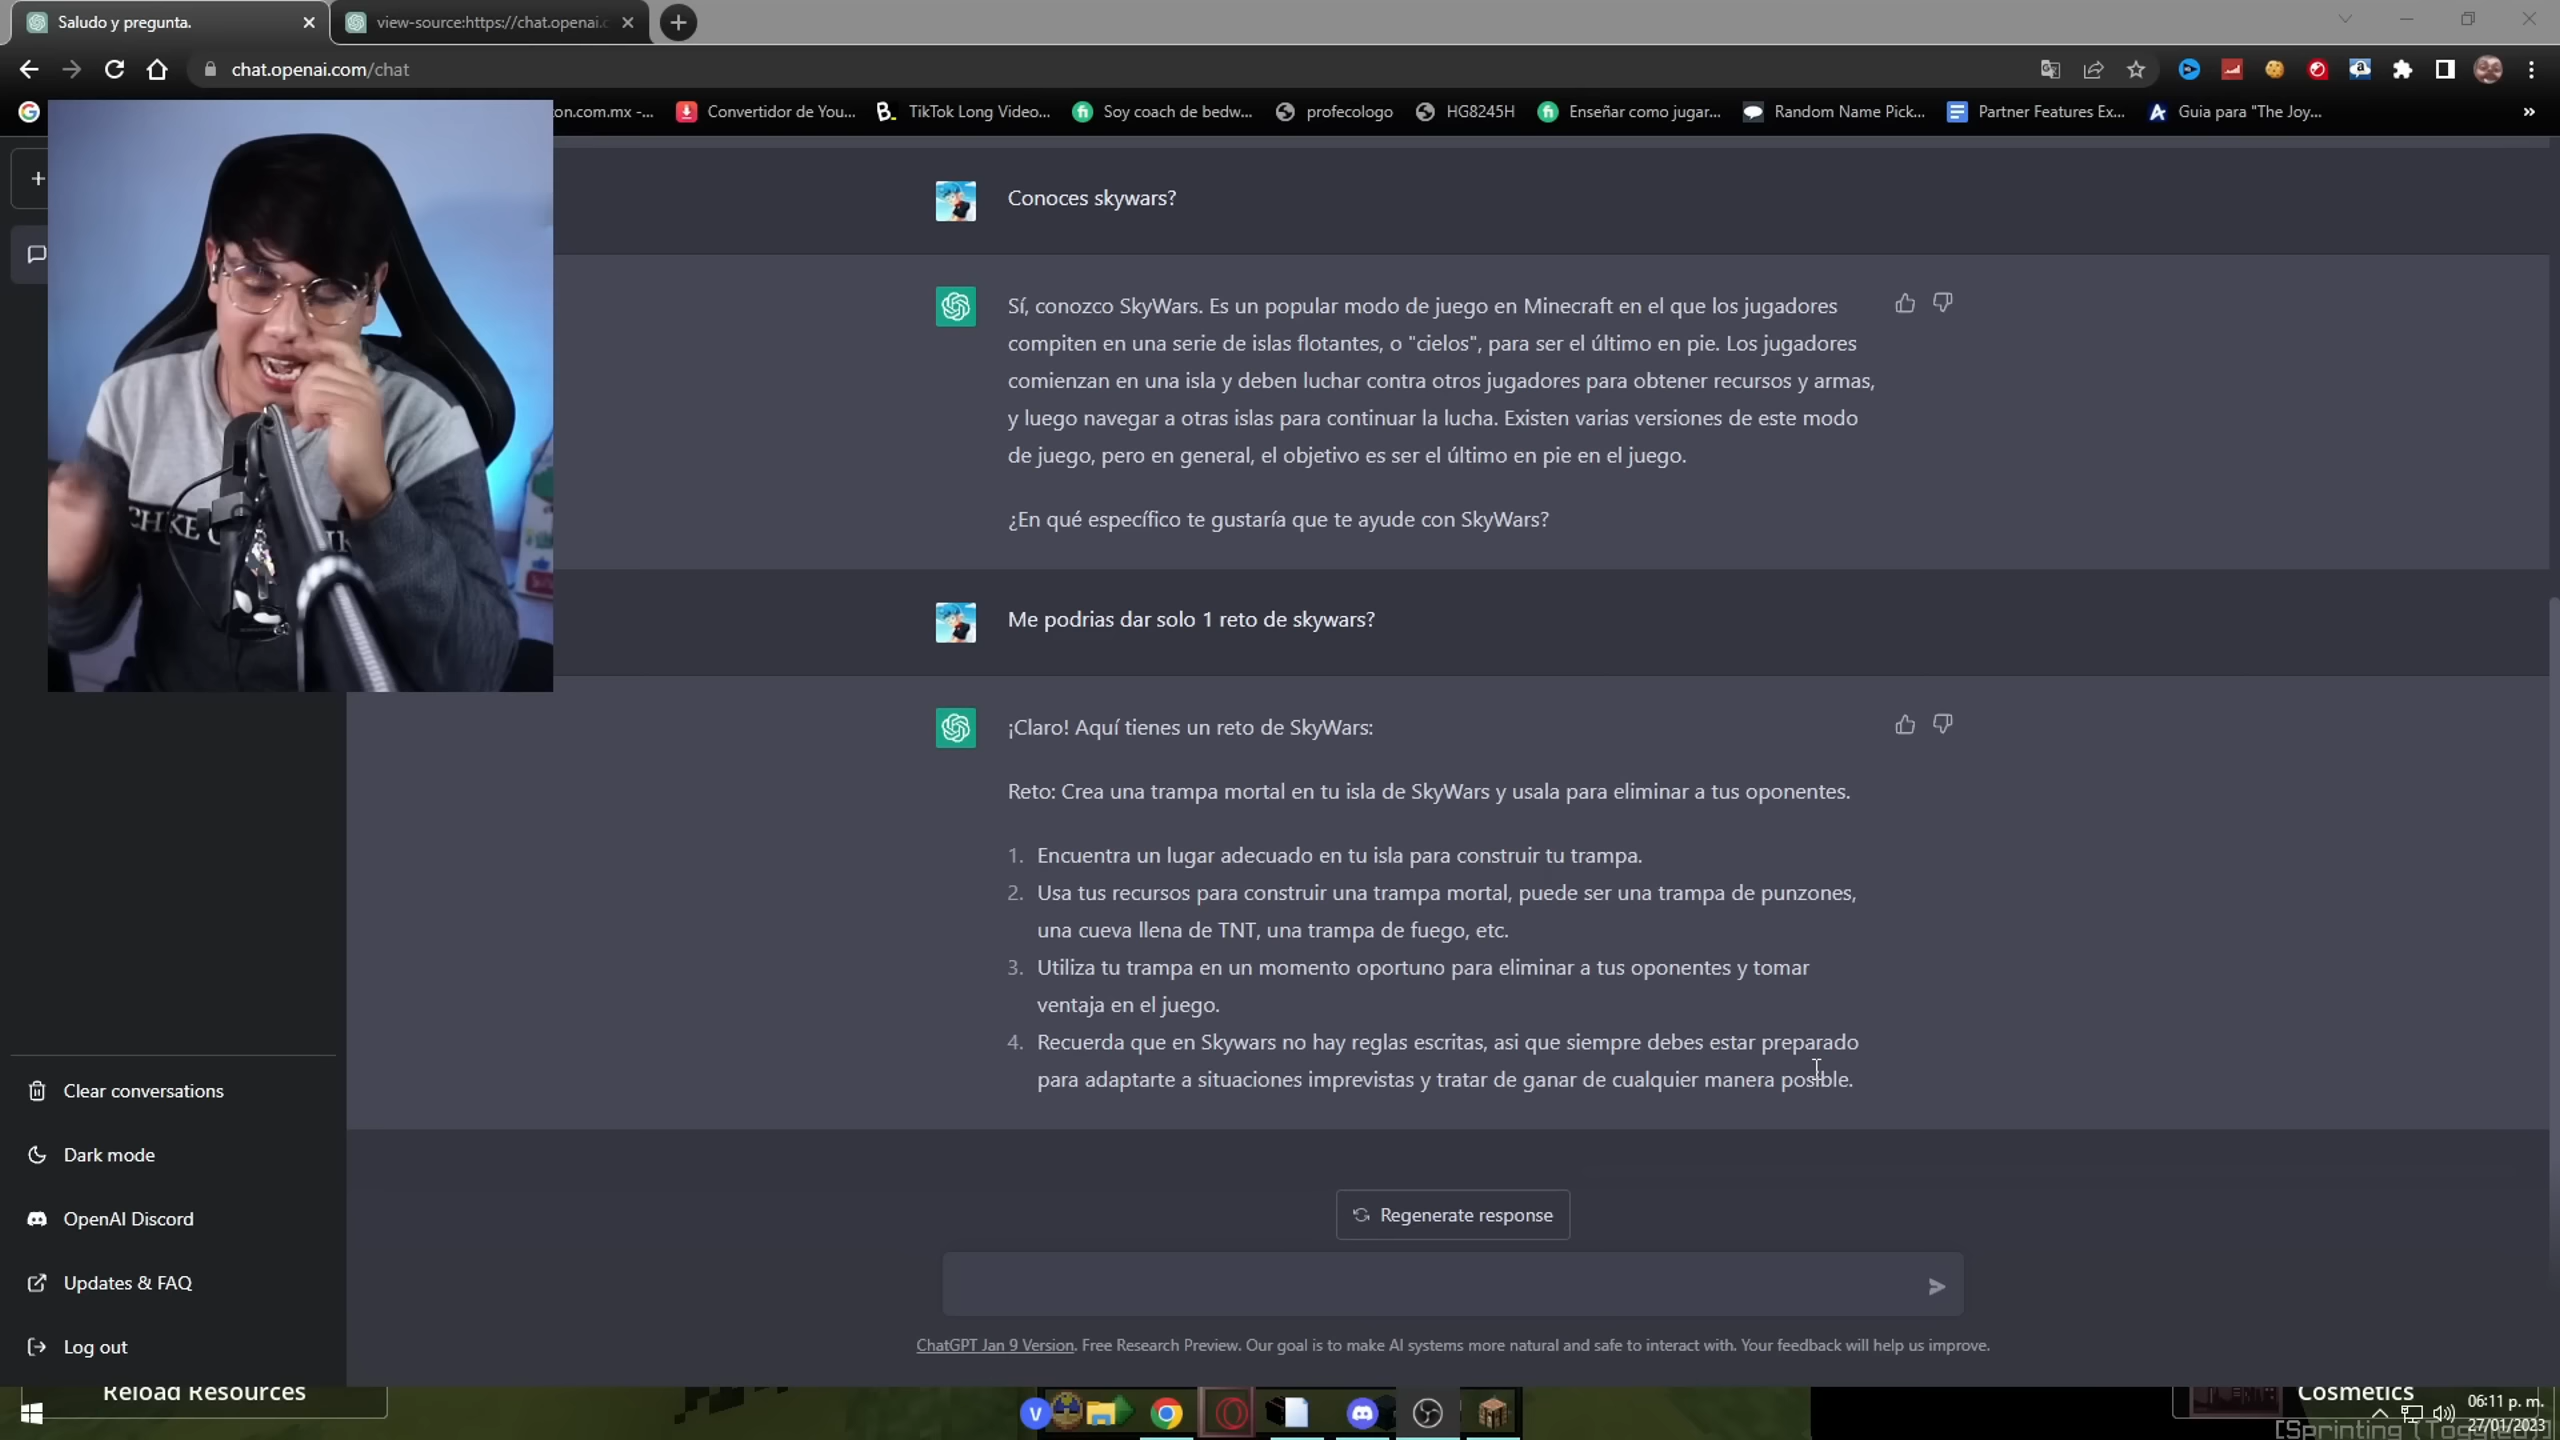 Saludo y pregunta.
view-source:https://chat.openai.c
chat.openai.com/chat
on.com.mx -...
Convertidor de You...
TikTok Long Video...
Soy coach de bedw...
profecologo
HG8245H
Enseñar como jugar...
Random Name Pick...
Partner Features Ex...
Guia para "The Joy...
Conoces skywars?
Sí, conozco SkyWars. Es un popular modo de juego en Minecraft en el que los jugadores
compiten en una serie de islas flotantes, o "cielos", para ser el último en pie. Los jugadores
comienzan en una isla y deben luchar contra otros jugadores para obtener recursos y armas,
y luego navegar a otras islas para continuar la lucha. Existen varias versiones de este modo
de juego, pero en general, el objetivo es ser el último en pie en el juego.
¿En qué específico te gustaría que te ayude con SkyWars?
Me podrias dar solo 1 reto de skywars?
¡Claro! Aquí tienes un reto de SkyWars:
Reto: Crea una trampa mortal en tu isla de SkyWars y usala para eliminar a tus oponentes.
1. Encuentra un lugar adecuado en tu isla para construir tu trampa.
2. Usa tus recursos para construir una trampa mortal, puede ser una trampa de punzones,
una cueva llena de TNT, una trampa de fuego, etc.
3. Utiliza tu trampa en un momento oportuno para eliminar a tus oponentes y tomar
ventaja en el juego.
4. Recuerda que en Skywars no hay reglas escritas, asi que siempre debes estar preparado
para adaptarte a situaciones imprevistas y tratar de ganar de cualquier manera posible.
Clear conversations
Dark mode
OpenAI Discord
Updates & FAQ
Log out
Regenerate response
ChatGPT Jan 9 Version. Free Research Preview. Our goal is to make AI systems more natural and safe to interact with. Your feedback will help us improve.
Reload Resources
Cosmetics
06:11 p. m.
27/01/2023
[Sprinting (Toggled)]